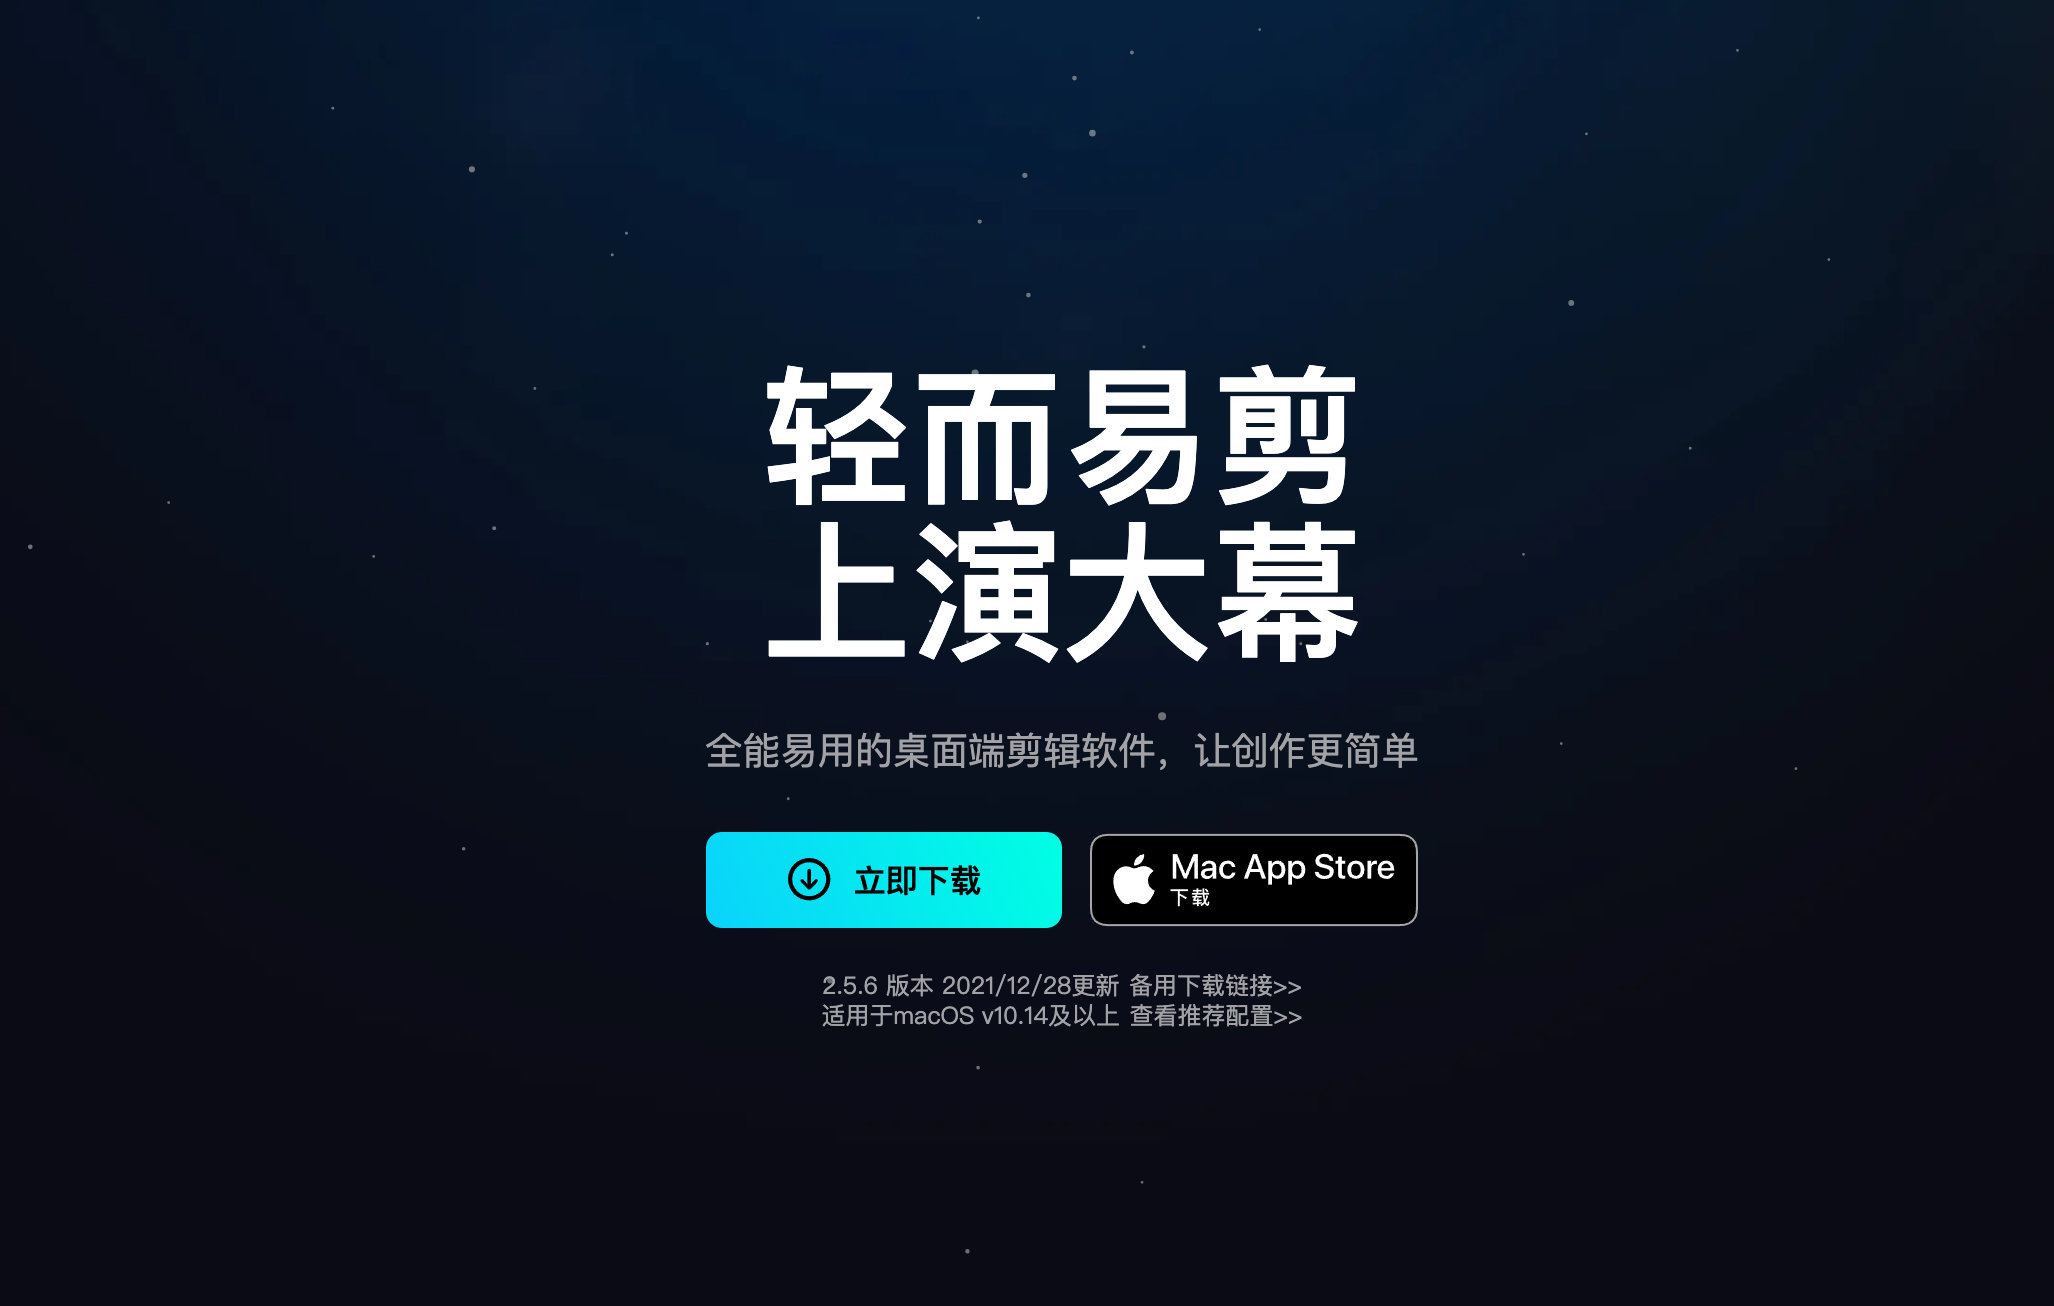 轻而易剪
上演大幕
全能易用的桌面端剪辑软件，让创作更简单
立即下载
Mac App Store
下载
2.5.6 版本 2021/12/28更新 备用下载链接>>
适用于macOS v10.14及以上 查看推荐配置>>